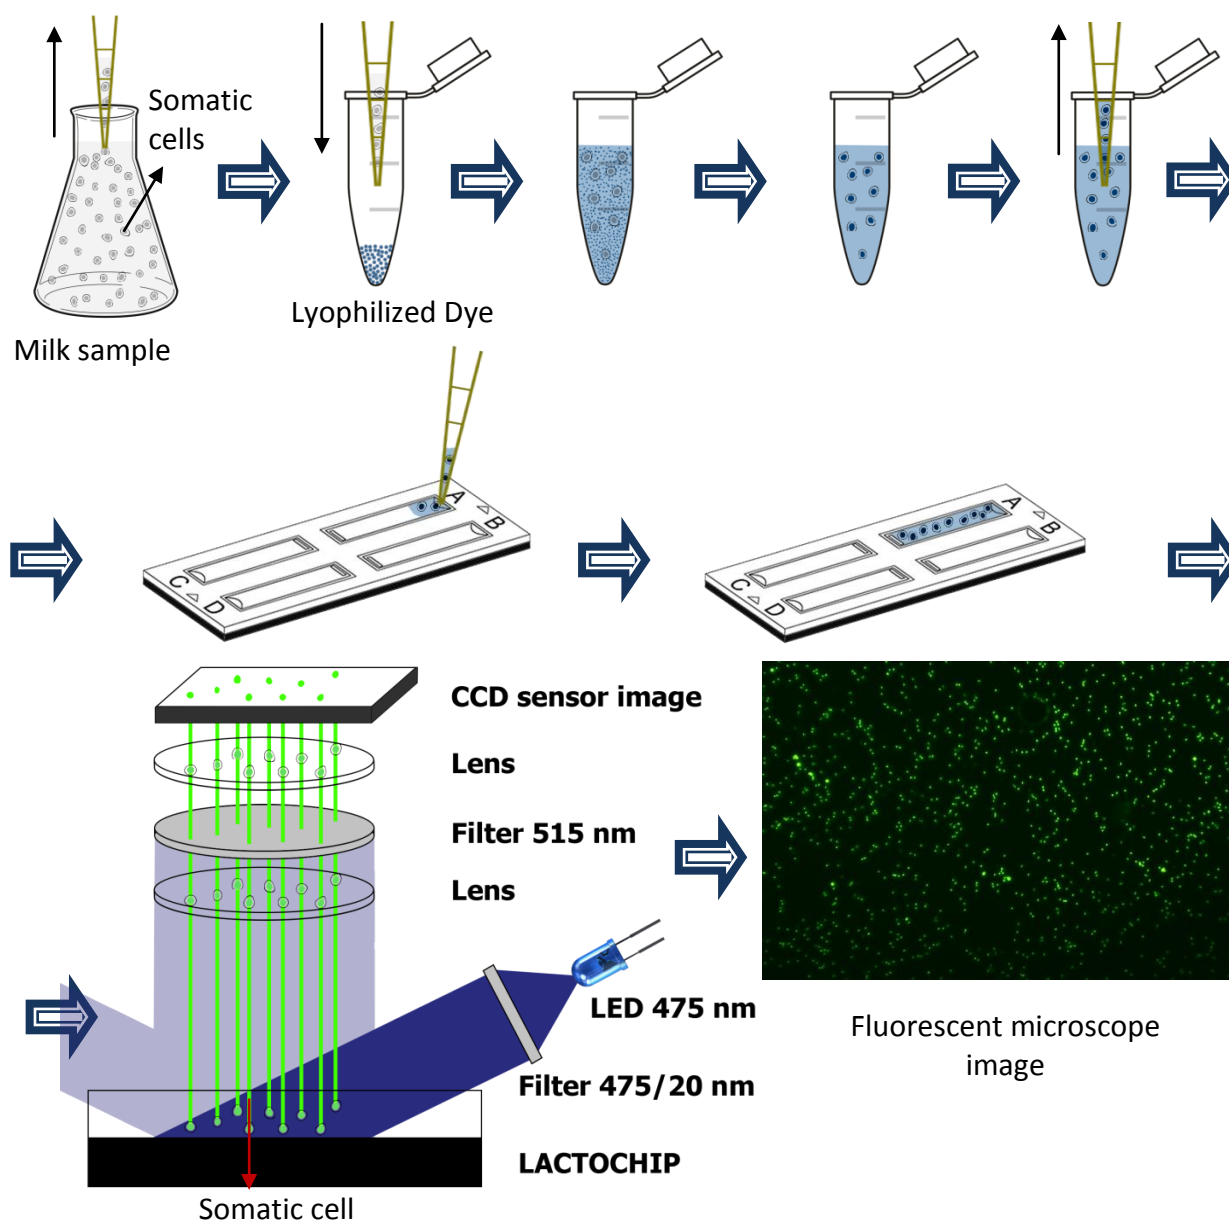 Somatic
cells
Lyophilized Dye
Milk sample
A
B
C
D
A
B
C
D
CCD sensor image
Lens
Filter 515 nm
Lens
LED 475 nm
Filter 475/20 nm
LACTOCHIP
Somatic cell
Fluorescent microscope
image